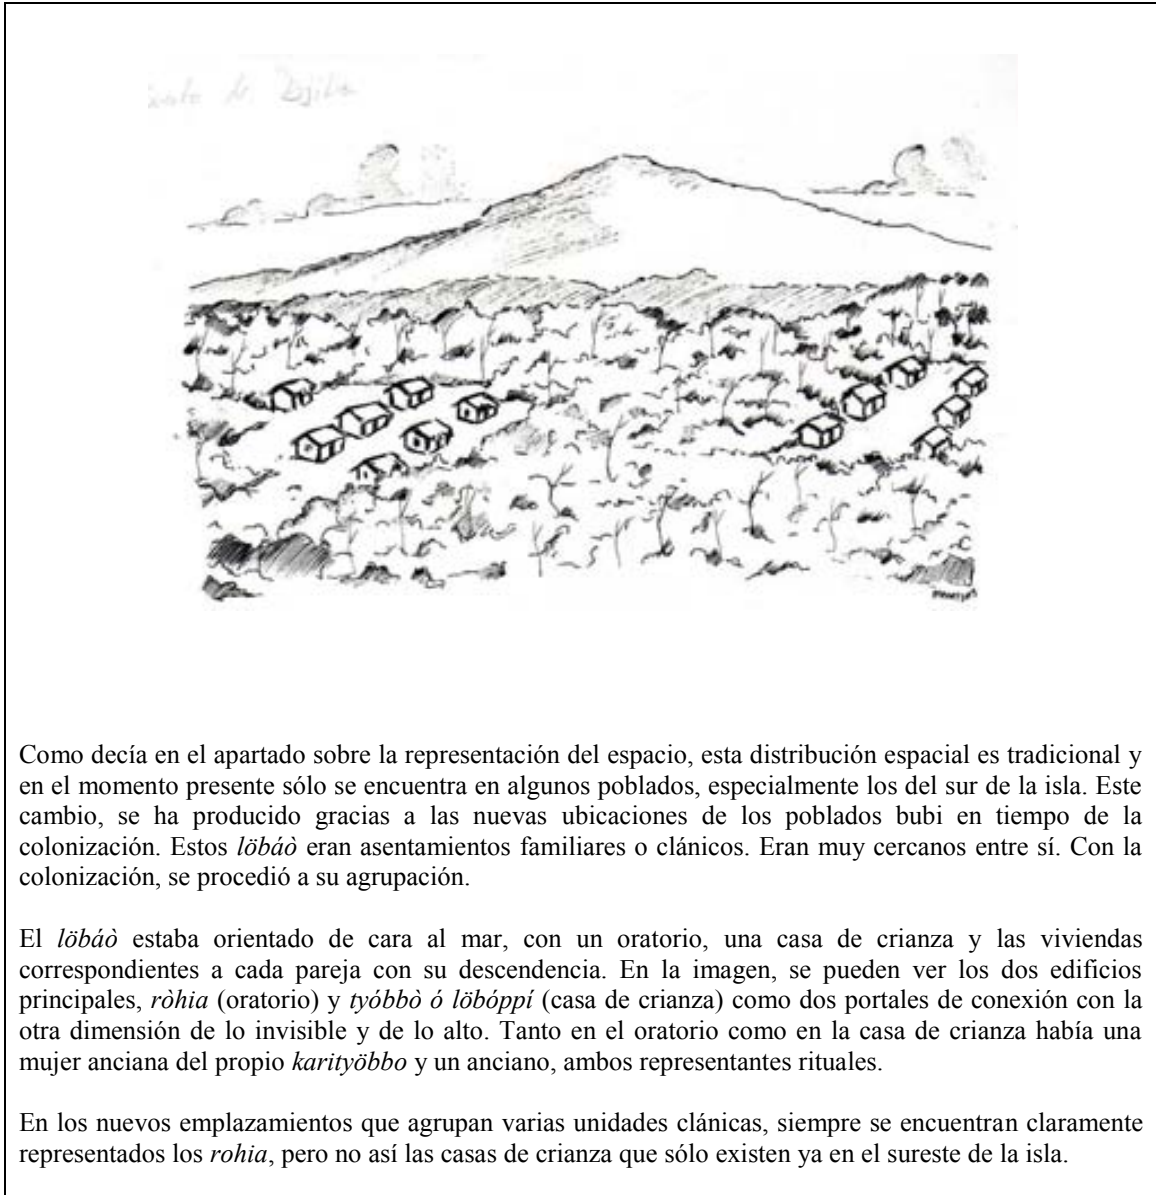 de
Como decía en el apartado sobre la representación del espacio, esta distribución espacial es tradicional y
en el momento presente sólo se encuentra en algunos poblados, especialmente los del sur de la isla. Este
cambio, se ha producido gracias a las nuevas ubicaciones de los poblados bubi en tiempo de la
colonización. Estos löbáò eran asentamientos familiares o clánicos. Eran muy cercanos entre sí. Con la
colonización, se procedió a su agrupación.
El löbáò estaba orientado de cara al mar, con un oratorio, una casa de crianza y las viviendas
correspondientes a cada pareja con su descendencia. En la imagen, se pueden ver los dos edificios
principales, ròhia (oratorio) y tyóbbò ó löbóppí (casa de crianza) como dos portales de conexión con la
otra dimensión de lo invisible y de lo alto. Tanto en el oratorio como en la casa de crianza había una
mujer anciana del propio karityöbbo y un anciano, ambos representantes rituales.
En los nuevos emplazamientos que agrupan varias unidades clánicas, siempre se encuentran claramente
representados los rohia, pero no así las casas de crianza que sólo existen ya en el sureste de la isla.